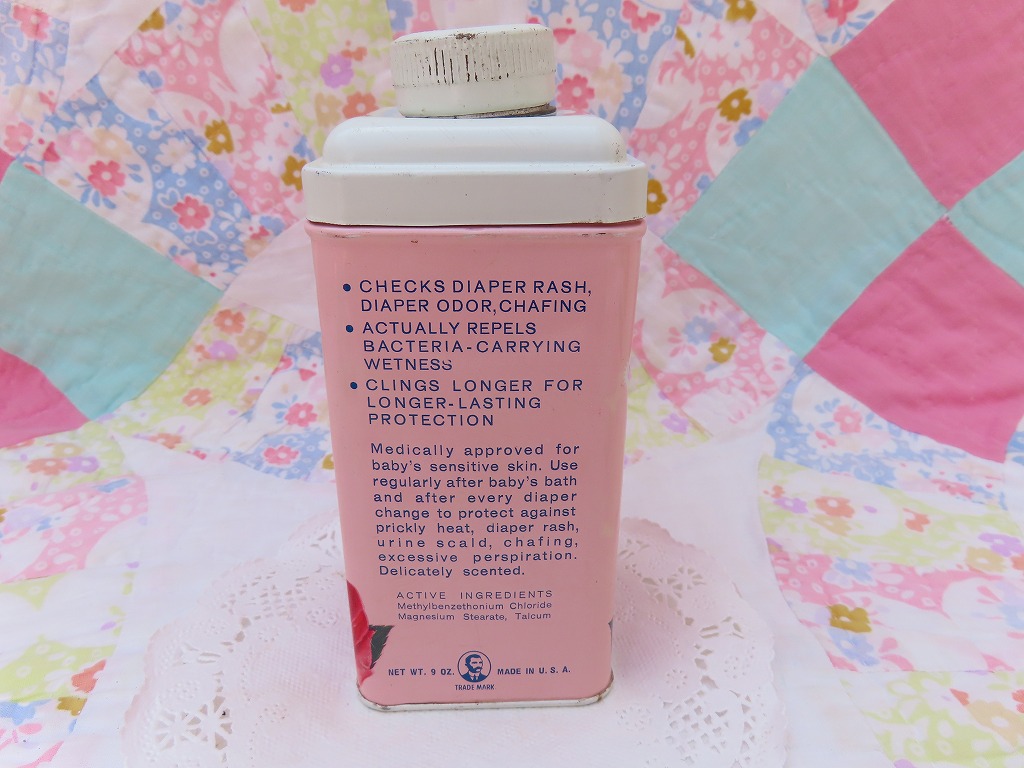 • CHECKS DIAPER RASH,
DIAPER ODOR, CHAFING
• ACTUALLY REPELS
BACTERIA-CARRYING
WETNESS
• CLINGS LONGER FOR
LONGER-LASTING
PROTECTION
Medically approved for
baby's sensitive skin. Use
regularly after baby's bath
and after every diaper
change to protect against
prickly heat, diaper rash,
urine scald, chafing,
excessive perspiration.
Delicately scented.
ACTIVE INGREDIENTS
Methylbenzethonium Chloride
Magnesium Stearate, Talcum
NET WT. 9 OZ. MADE IN U.S.A.
TRADE MARK